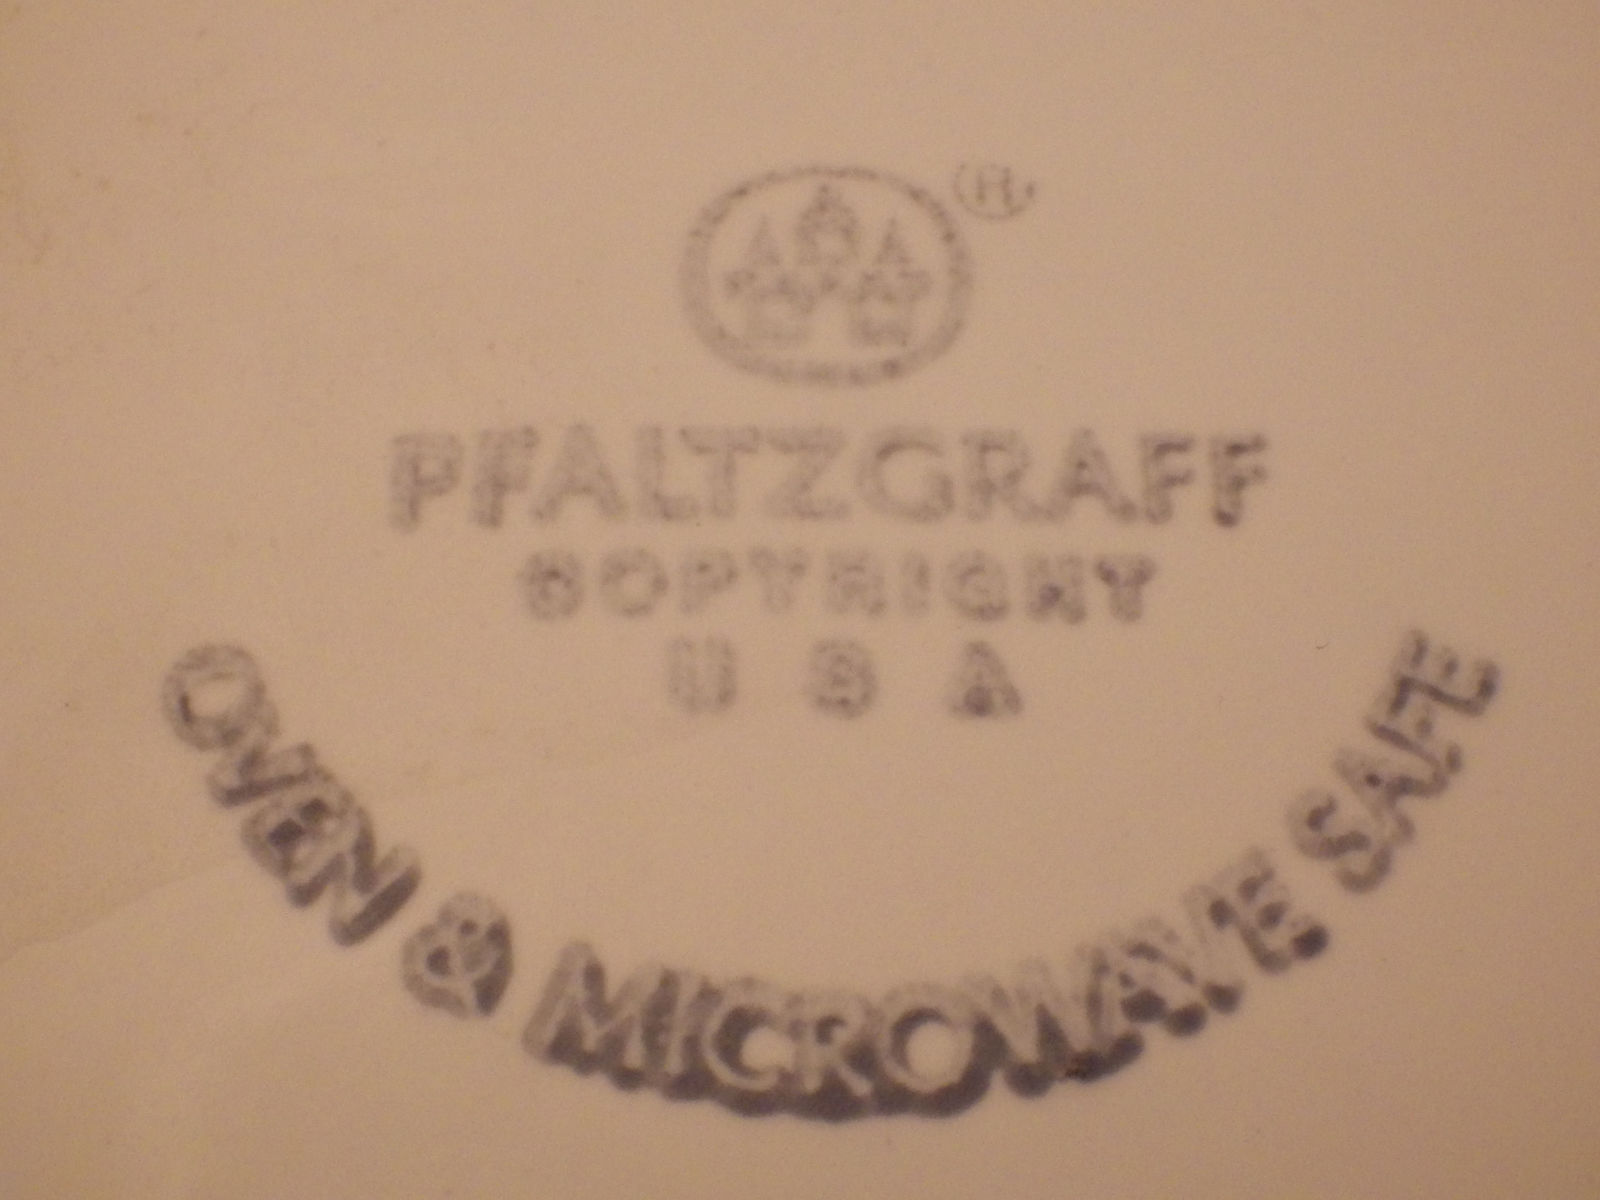 ®
PFALTZGRAFF
COPYRIGHT
U S A
OVEN & MICROWAVE SAFE